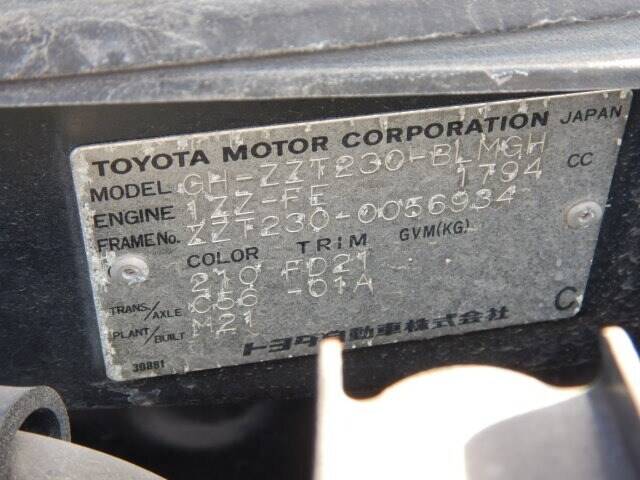 TOYOTA MOTOR CORPORATION JAPAN
MODEL GH-ZZT230-BLMGH
ENGINE 1ZZ-FE 1794 CC
FRAME No. ZZT230-0056934
COLOR TRIM GVM(KG)
210 FD21
TRANS/AXLE C56 -01A
PLANT/BUILT M21
トヨタ自動車株式会社 C
39881